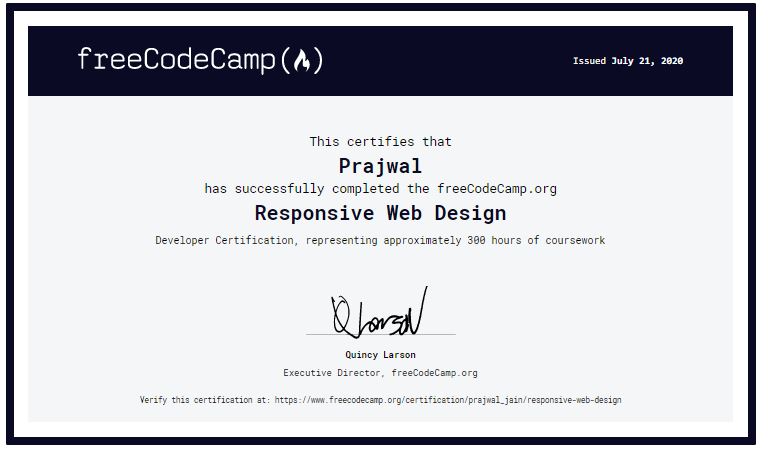 freeCodeCamp(🔥)
Issued July 21, 2020
This certifies that
Prajwal
has successfully completed the freeCodeCamp.org
Responsive Web Design
Developer Certification, representing approximately 300 hours of coursework
QLarson
Quincy Larson
Executive Director, freeCodeCamp.org
Verify this certification at: https://www.freecodecamp.org/certification/prajwal_jain/responsive-web-design